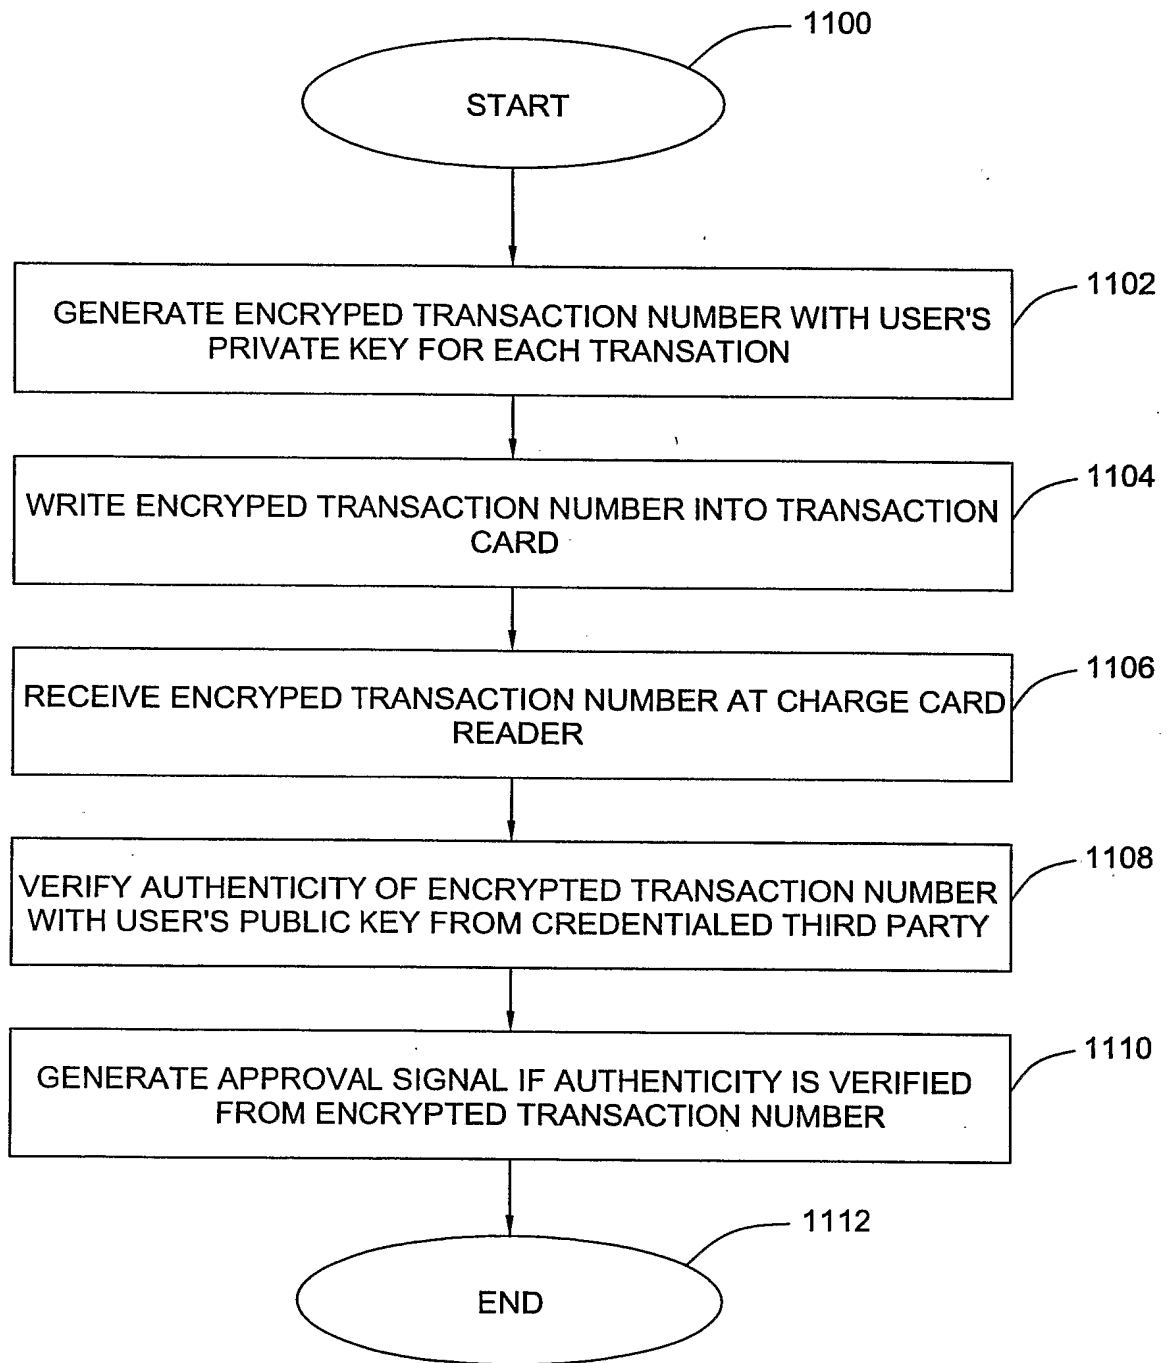 1100
START
1102
GENERATE ENCRYPED TRANSACTION NUMBER WITH USER'S
PRIVATE KEY FOR EACH TRANSATION
1104
WRITE ENCRYPED TRANSACTION NUMBER INTO TRANSACTION
CARD
1106
RECEIVE ENCRYPED TRANSACTION NUMBER AT CHARGE CARD
READER
1108
VERIFY AUTHENTICITY OF ENCRYPTED TRANSACTION NUMBER
WITH USER'S PUBLIC KEY FROM CREDENTIALED THIRD PARTY
1110
GENERATE APPROVAL SIGNAL IF AUTHENTICITY IS VERIFIED
FROM ENCRYPTED TRANSACTION NUMBER
1112
END